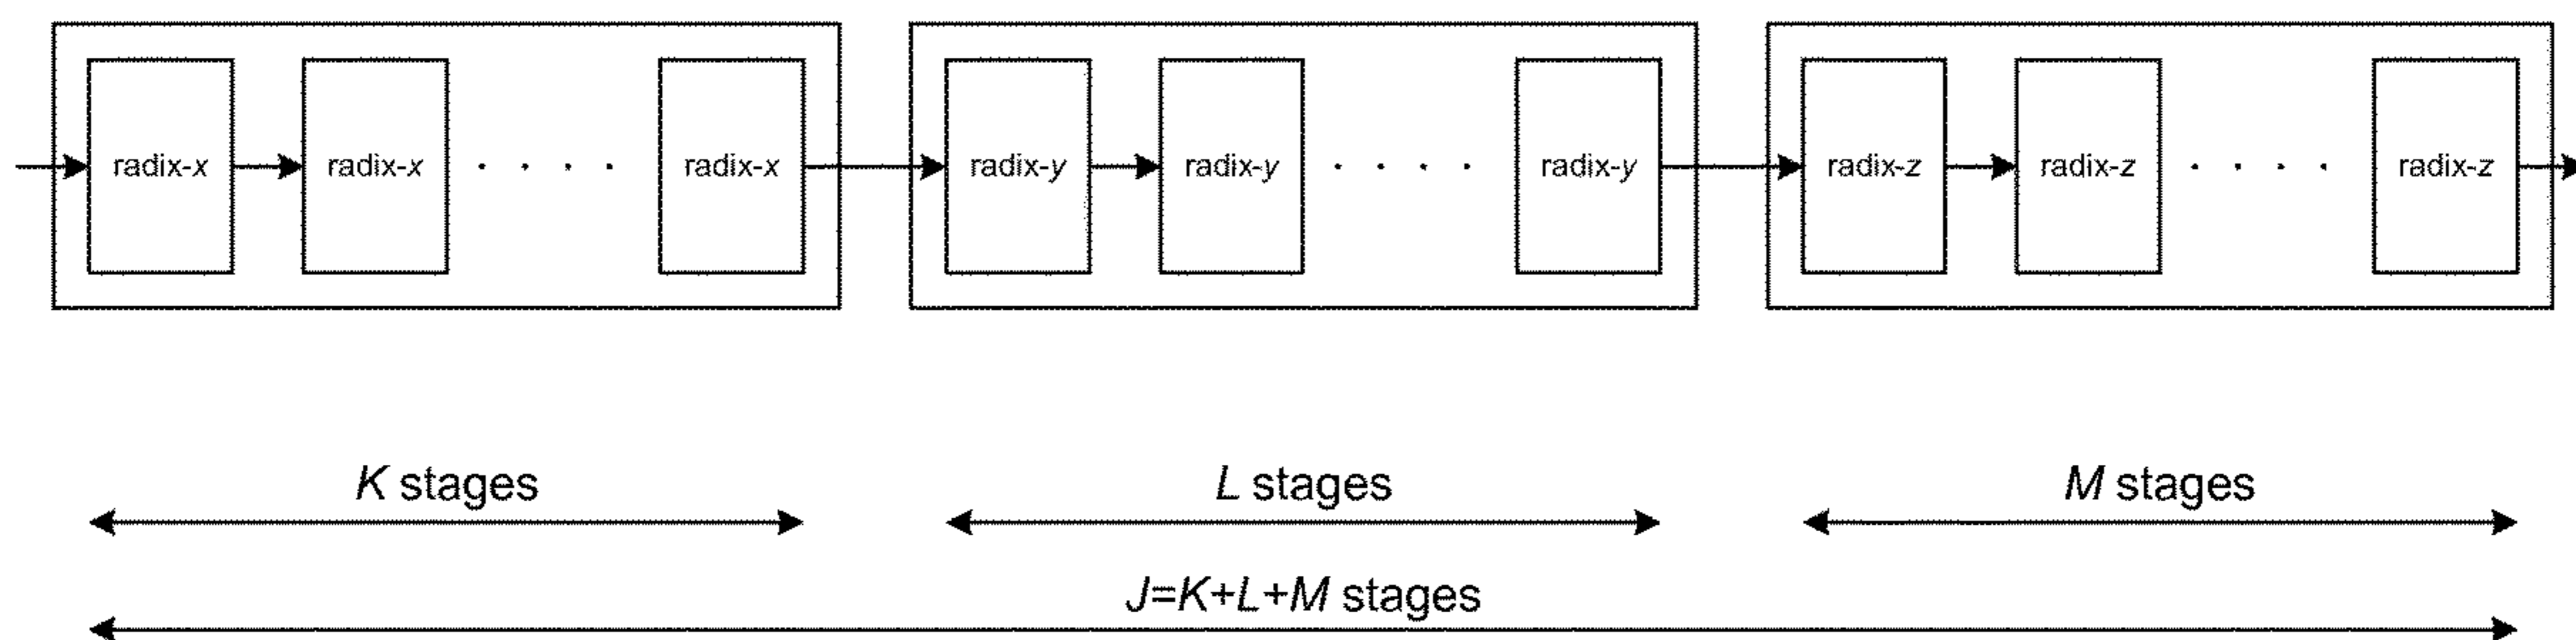 radix-x radix-x . . . . radix-x radix-y radix-y . . . . radix-y radix-z radix-z . . . . radix-z
K stages L stages M stages
J=K+L+M stages